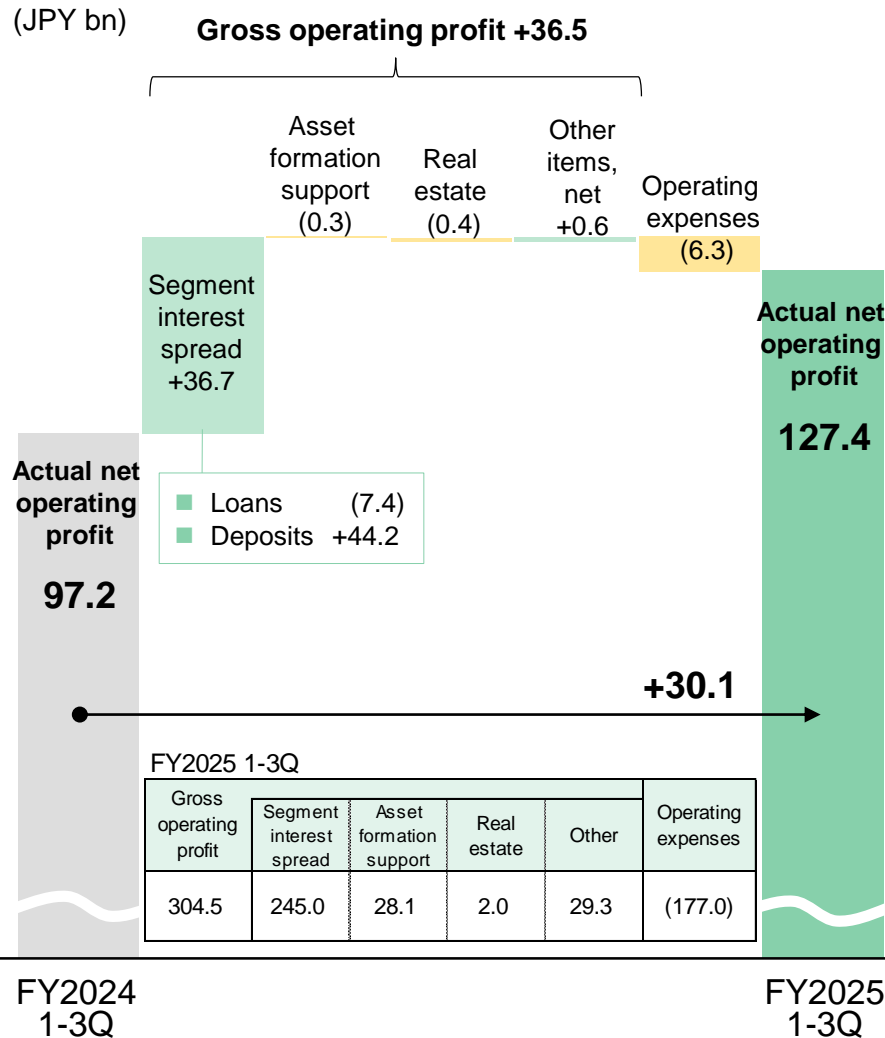 (JPY bn)
Gross operating profit +36.5
Asset
formation
support
(0.3)
Real
estate
(0.4)
Other
items,
net
+0.6
Operating
expenses
(6.3)
Segment
interest
spread
+36.7
Loans (7.4)
Deposits +44.2
Actual net
operating
profit
97.2
Actual net
operating
profit
127.4
+30.1
FY2025 1-3Q
Gross
operating
profit
Segment
interest
spread
Asset
formation
support
Real
estate
Other
Operating
expenses
304.5 245.0 28.1 2.0 29.3 (177.0)
FY2024
1-3Q
FY2025
1-3Q